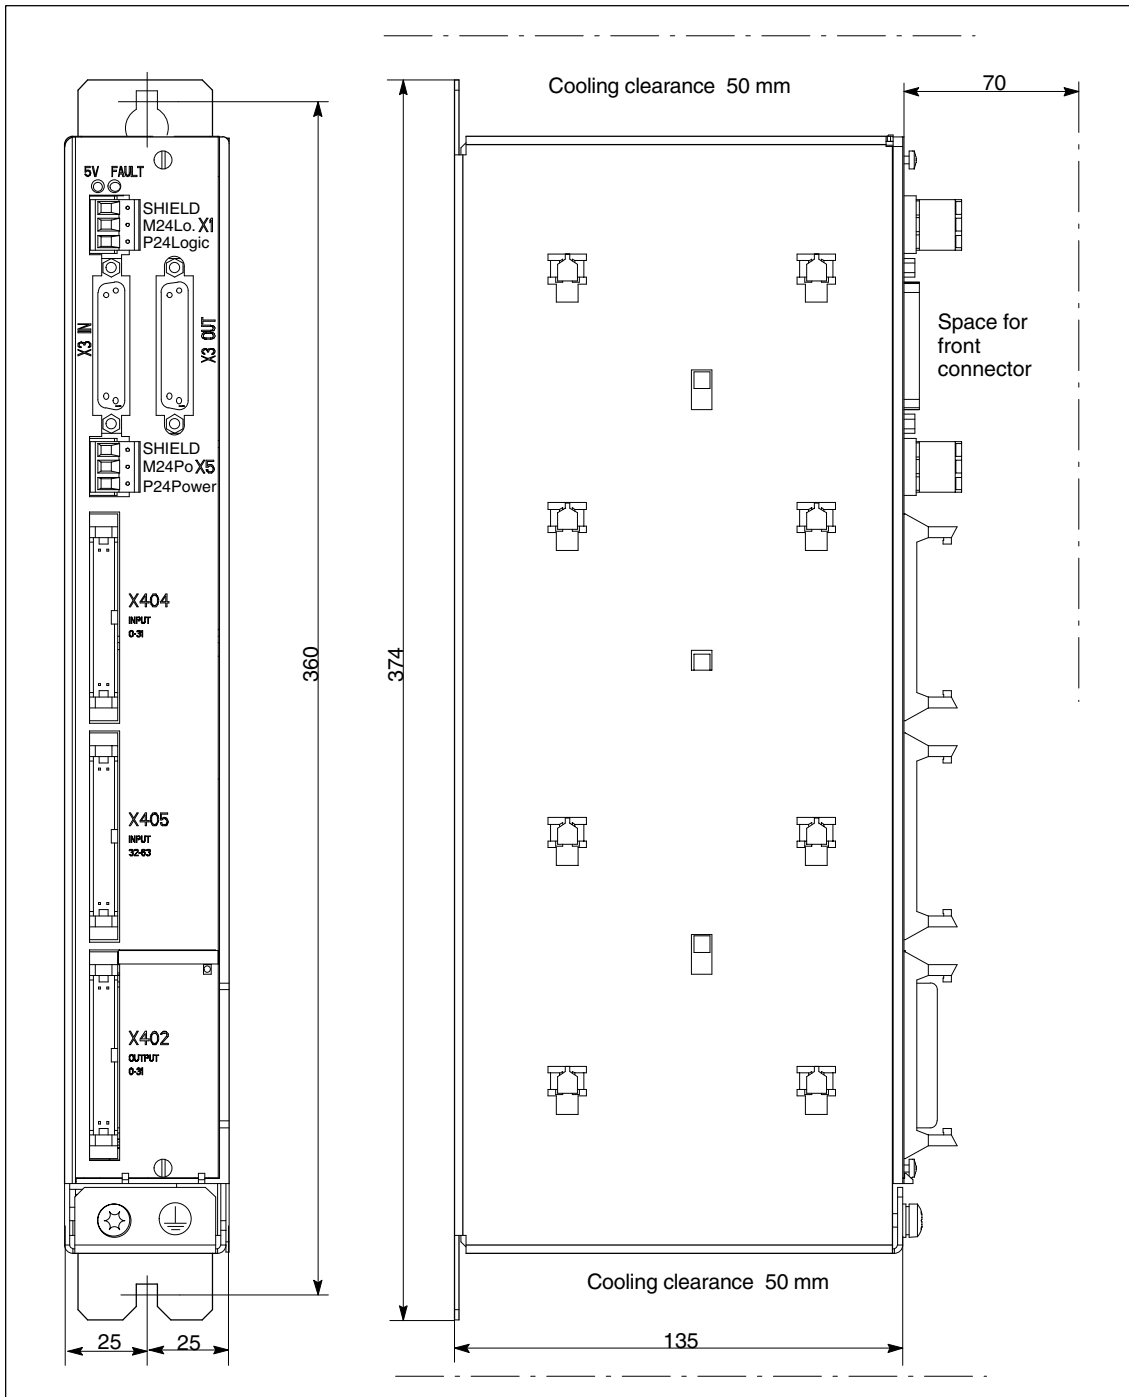 Cooling clearance 50 mm
70
5V FAULT
SHIELD
M24Lo. X1
P24Logic
X3 IN
X3 OUT
Space for
front
connector
SHIELD
M24Po X5
P24Power
X404
INPUT
0-31
360
374
X405
INPUT
32-63
X402
OUTPUT
0-31
Cooling clearance 50 mm
25
25
135